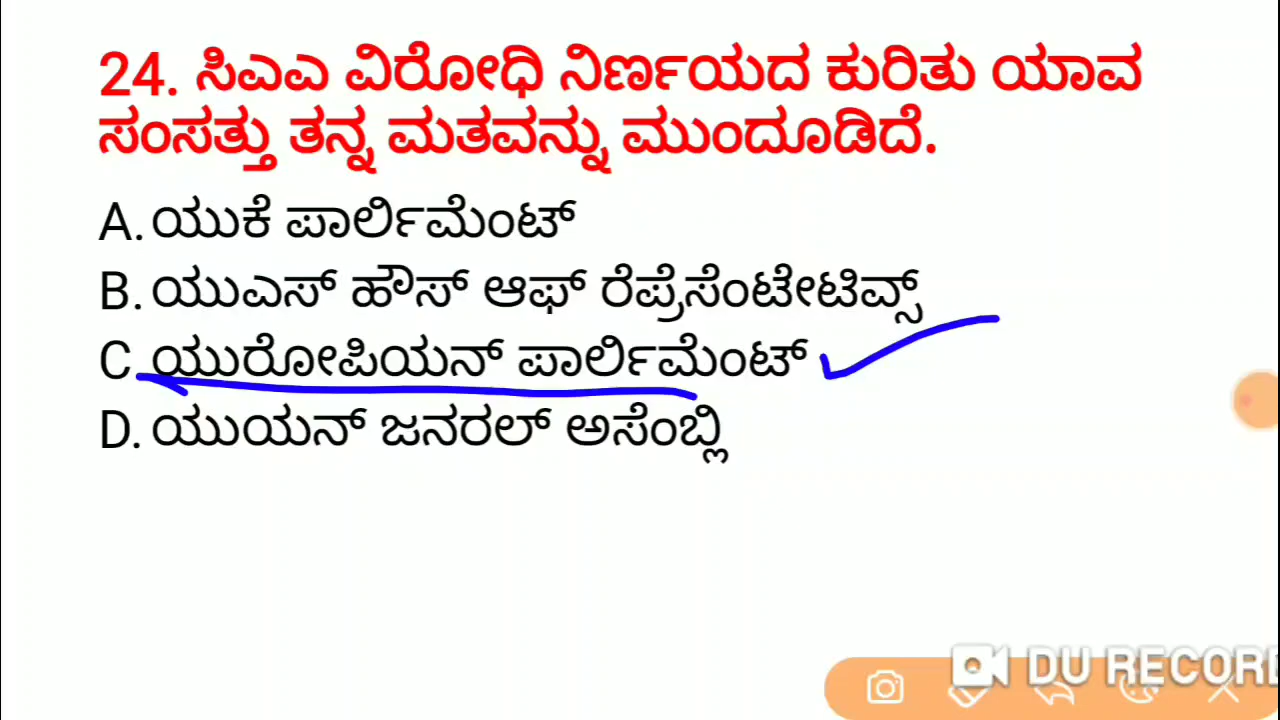 24. ಸಿಎಎ ವಿರೋಧಿ ನಿರ್ಣಯದ ಕುರಿತು ಯಾವ
ಸಂಸತ್ತು ತನ್ನ ಮತವನ್ನು ಮುಂದೂಡಿದೆ.
A. ಯುಕೆ ಪಾರ್ಲಿಮೆಂಟ್
B. ಯುಎಸ್ ಹೌಸ್ ಆಫ್ ರೆಪ್ರೆಸೆಂಟೇಟಿವ್ಸ್
C. ಯುರೋಪಿಯನ್ ಪಾರ್ಲಿಮೆಂಟ್
D. ಯುಯನ್ ಜನರಲ್ ಅಸೆಂಬ್ಲಿ
DU RECORD